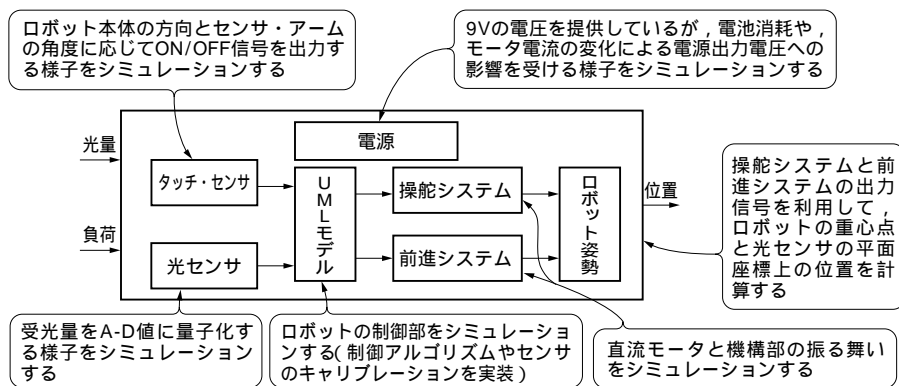 ロボット本体の方向とセンサ・アーム
の角度に応じてON/OFF信号を出力す
る様子をシミュレーションする
9Vの電圧を提供しているが，電池消耗や，
モータ電流の変化による電源出力電圧への
影響を受ける様子をシミュレーションする
光量
負荷
電源
タッチ・センサ
光センサ
UMLモデル
操舵システム
前進システム
ロボット姿勢
位置
操舵システムと前
進システムの出力
信号を利用して，
ロボットの重心点
と光センサの平面
座標上の位置を計
算する
受光量をA-D値に量子化す
る様子をシミュレーション
する
ロボットの制御部をシミュレーショ
ンする（制御アルゴリズムやセンサ
のキャリブレーションを実装）
直流モータと機構部の振る舞い
をシミュレーションする